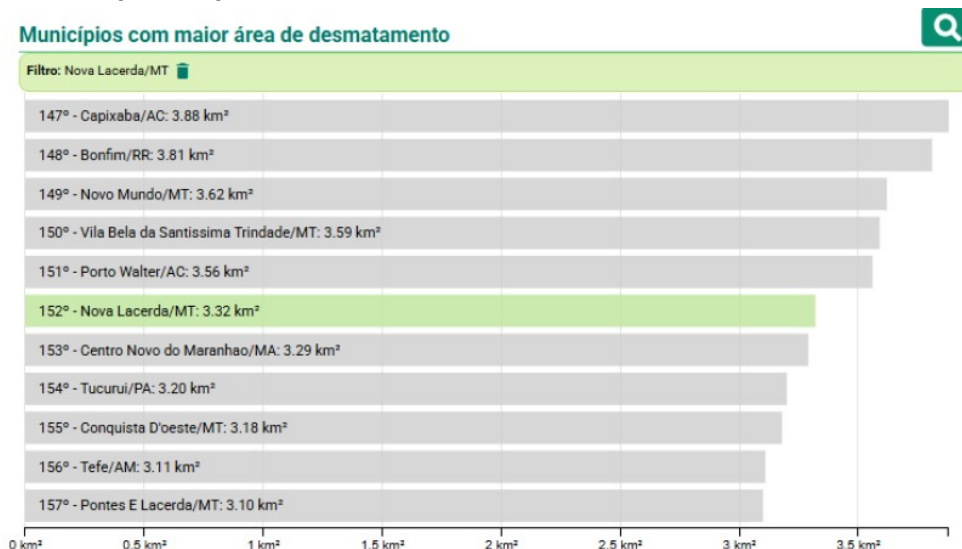 Municípios com maior área de desmatamento
Filtro: Nova Lacerda/MT
147º - Capixaba/AC: 3.88 km²
148º - Bonfim/RR: 3.81 km²
149º - Novo Mundo/MT: 3.62 km²
150º - Vila Bela da Santissima Trindade/MT: 3.59 km²
151º - Porto Walter/AC: 3.56 km²
152º - Nova Lacerda/MT: 3.32 km²
153º - Centro Novo do Maranhao/MA: 3.29 km²
154º - Tucurui/PA: 3.20 km²
155º - Conquista D'oeste/MT: 3.18 km²
156º - Tefe/AM: 3.11 km²
157º - Pontes E Lacerda/MT: 3.10 km²
0 km² 0.5 km² 1 km² 1.5 km² 2 km² 2.5 km² 3 km² 3.5 km²